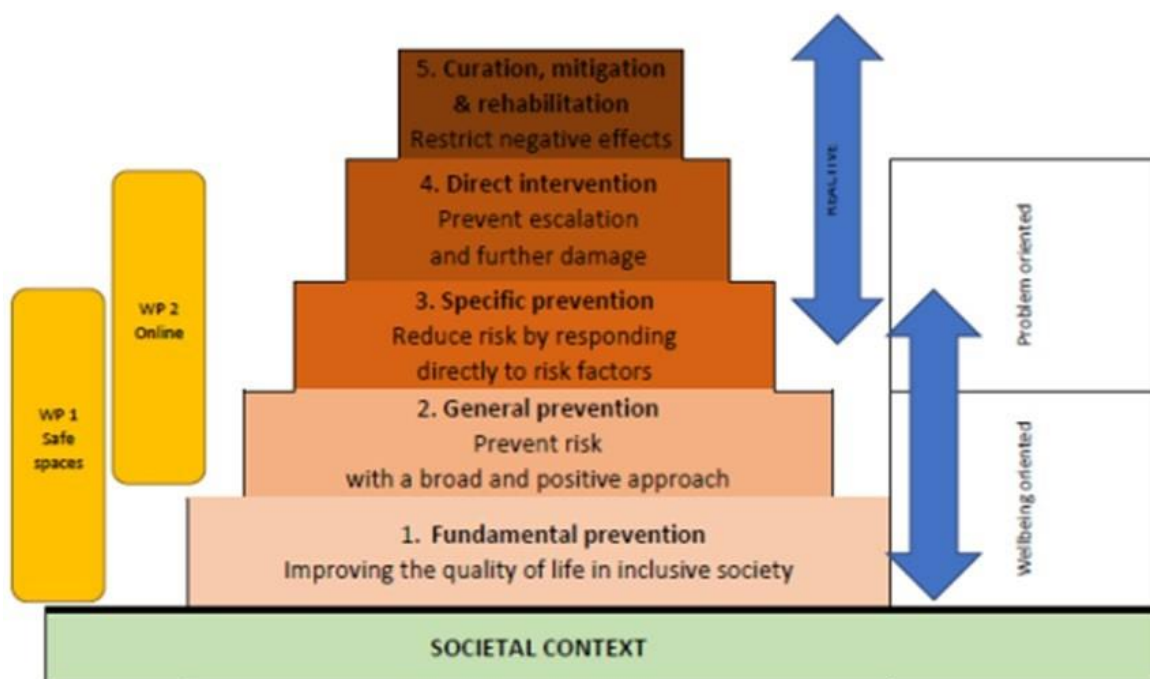 5. Curation, mitigation
& rehabilitation
Restrict negative effects
4. Direct intervention
Prevent escalation
and further damage
3. Specific prevention
Reduce risk by responding
directly to risk factors
2. General prevention
Prevent risk
with a broad and positive approach
1. Fundamental prevention
Improving the quality of life in inclusive society
SOCIETAL CONTEXT
WP 1
Safe
spaces
WP 2
Online
REACTIVE
Problem oriented
Wellbeing oriented